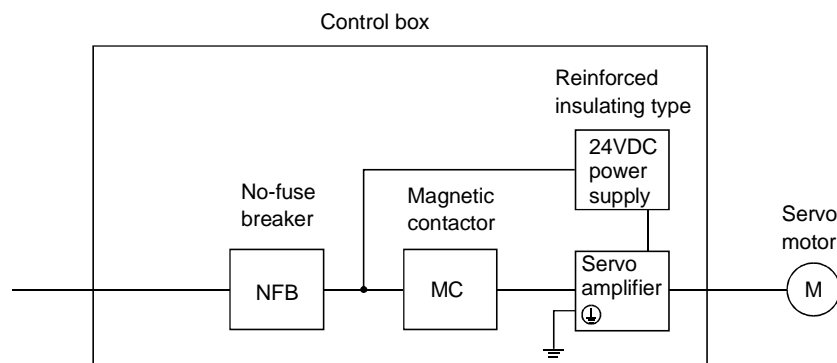 Control box
Reinforced
insulating type
24VDC
power
supply
No-fuse
breaker
Magnetic
contactor
Servo
motor
NFB
MC
Servo
amplifier
M